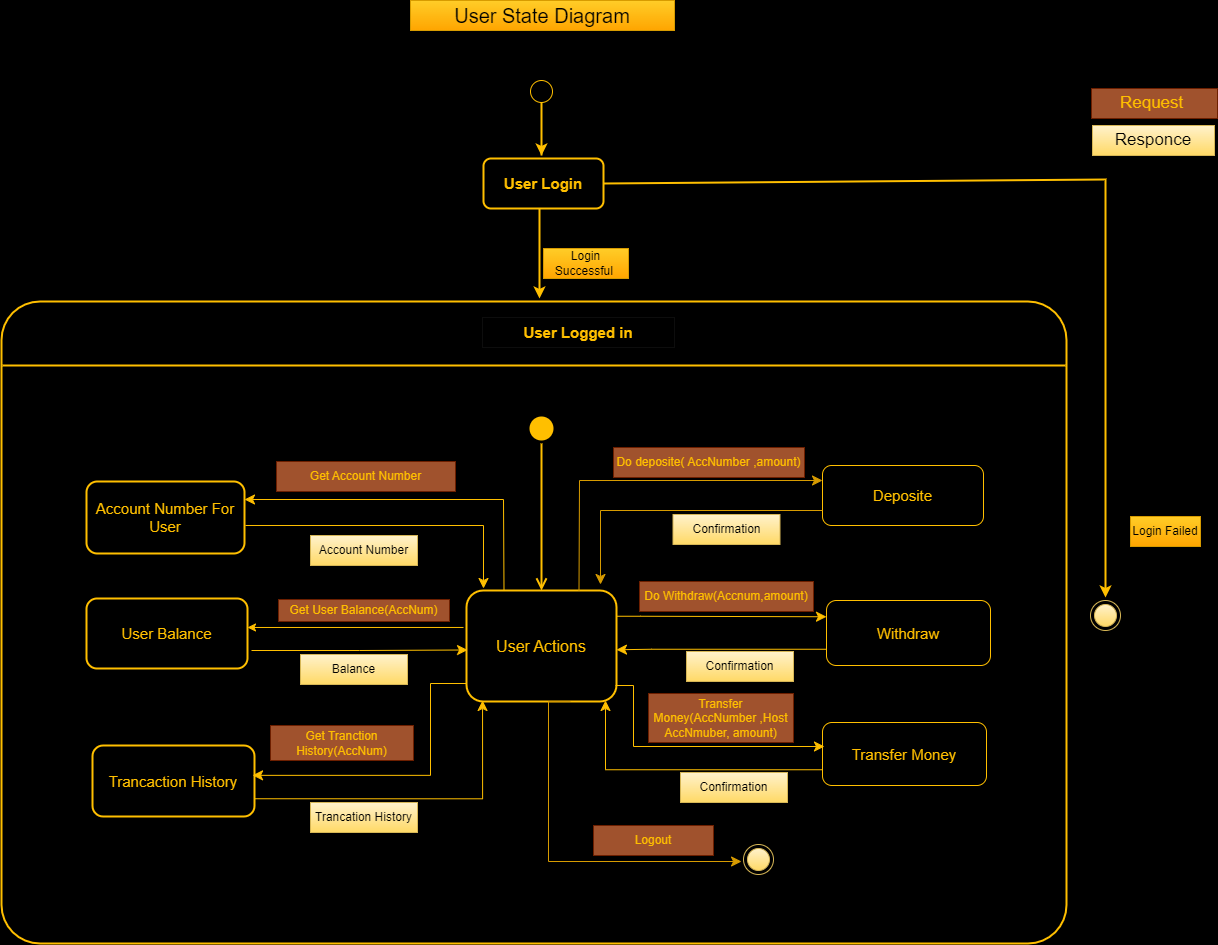 User State Diagram
Request
Responce
User Login
Login
Successful
User Logged in
Get Account Number
Do deposite( AccNumber ,amount)
Account Number For
User
Deposite
Account Number
Confirmation
Login Failed
Get User Balance(AccNum)
Do Withdraw(Accnum,amount)
User Balance
User Actions
Withdraw
Balance
Confirmation
Get Tranction
History(AccNum)
Transfer
Money(AccNumber ,Host
AccNmuber, amount)
Trancaction History
Transfer Money
Trancation History
Confirmation
Logout